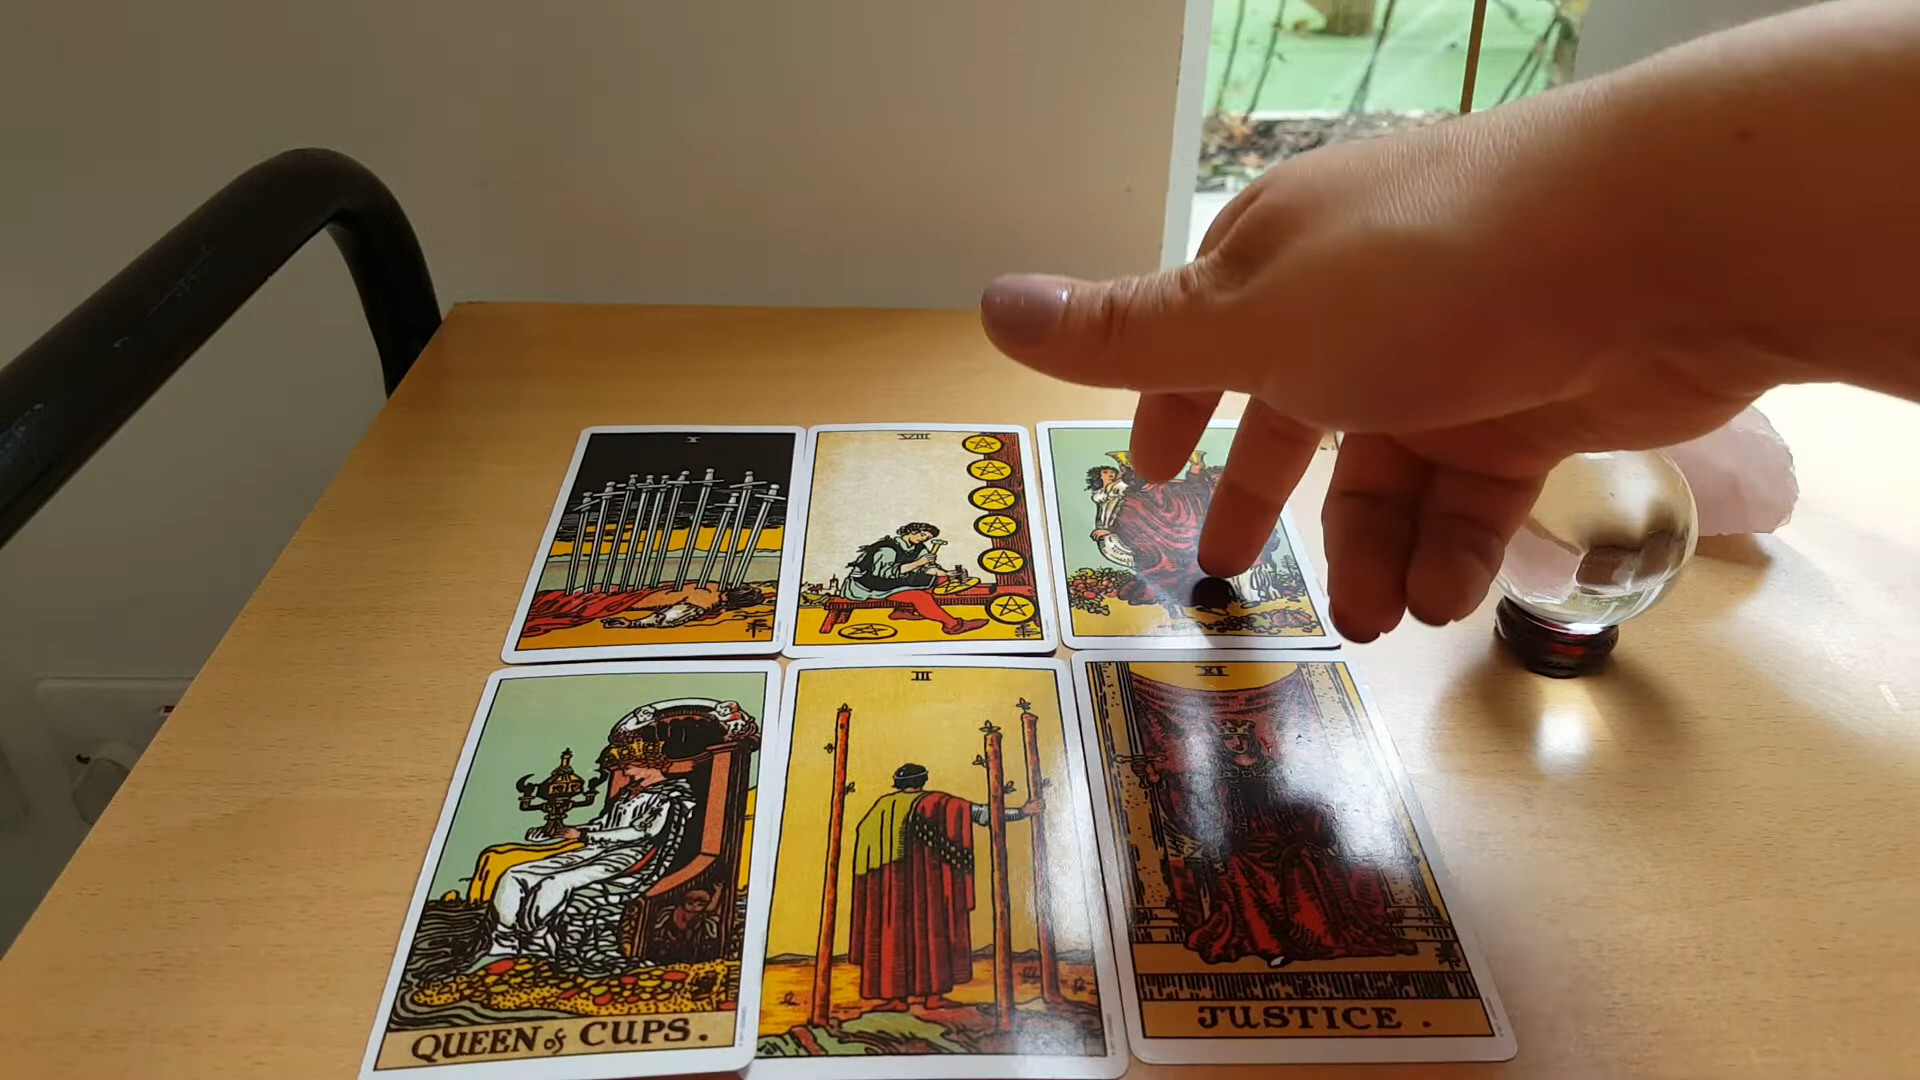 X
VIII
QUEEN of CUPS.
III
XI
JUSTICE.